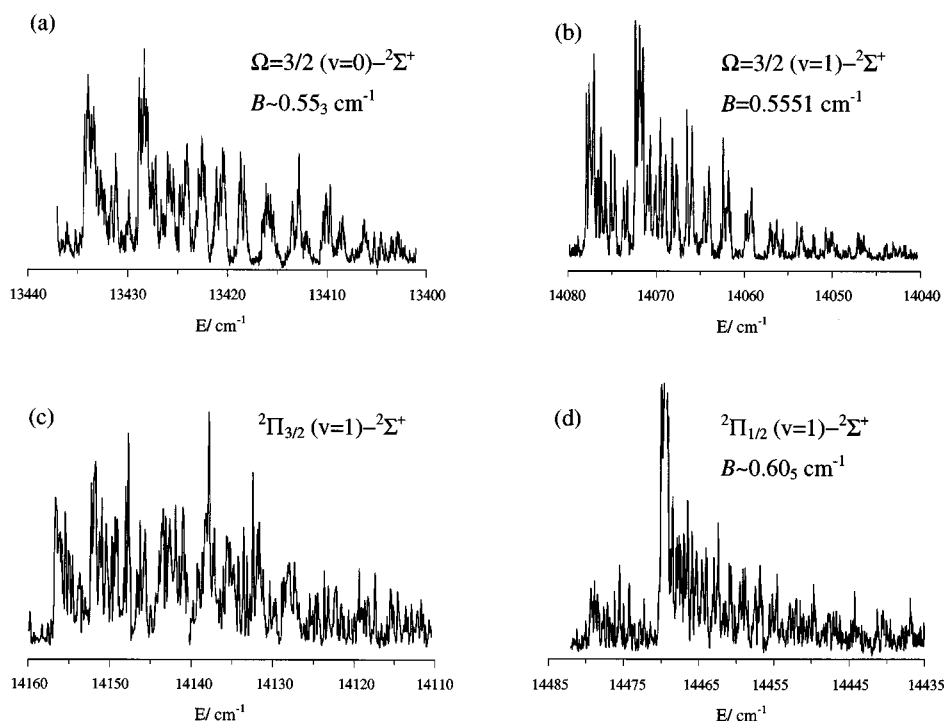 (a)
Ω=3/2 (v=0)–²Σ⁺
B~0.55₃ cm⁻¹
13440 13430 13420 13410 13400
E/ cm⁻¹
(b)
Ω=3/2 (v=1)–²Σ⁺
B=0.5551 cm⁻¹
14080 14070 14060 14050 14040
E/ cm⁻¹
(c)
²Π₃/₂ (v=1)–²Σ⁺
14160 14150 14140 14130 14120 14110
E/ cm⁻¹
(d)
²Π₁/₂ (v=1)–²Σ⁺
B~0.60₅ cm⁻¹
14485 14475 14465 14455 14445 14435
E/ cm⁻¹